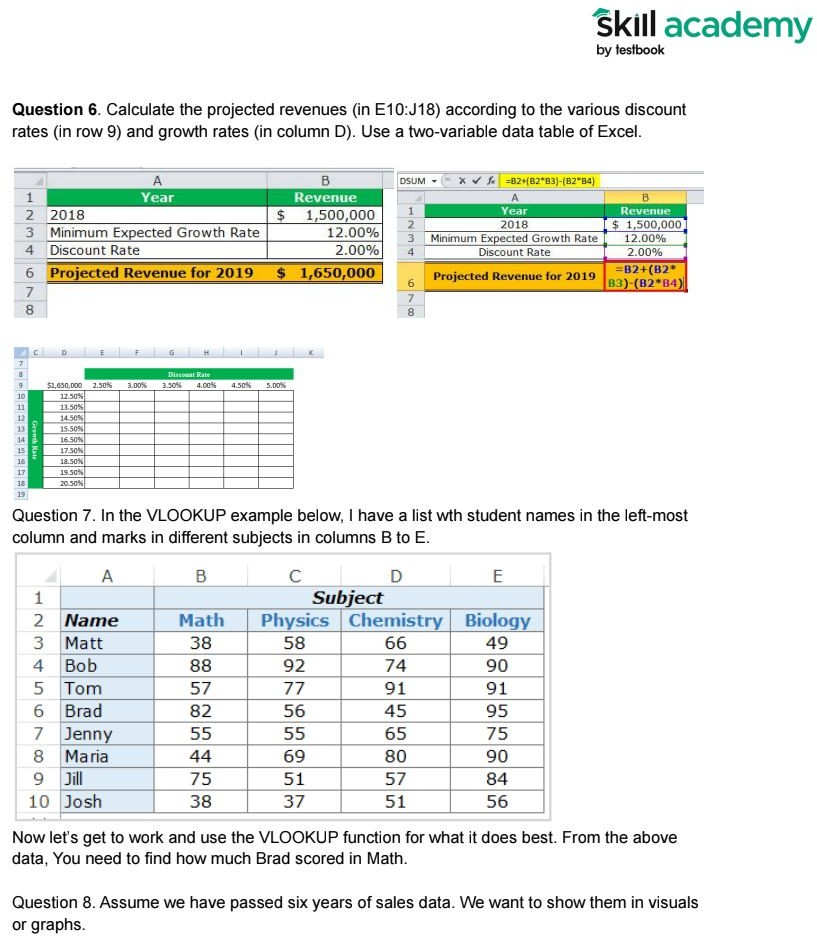 Skill academy
by testbook
Question 6. Calculate the projected revenues (in E10:J18) according to the various discount
rates (in row 9) and growth rates (in column D). Use a two-variable data table of Excel.
A B
1 Year Revenue
2 2018 $ 1,500,000
3 Minimum Expected Growth Rate 12.00%
4 Discount Rate 2.00%
6 Projected Revenue for 2019 $ 1,650,000
7
8
DSUM =B2+(B2*B3)-(B2*B4)
A B
1 Year Revenue
2 2018 $ 1,500,000
3 Minimum Expected Growth Rate 12.00%
4 Discount Rate 2.00%
6 Projected Revenue for 2019 =B2+(B2*
B3)-(B2*B4)
7
8
C D E F G H I J K
7
8 Discount Rate
9 $1,650,000 2.50% 3.00% 3.50% 4.00% 4.50% 5.00%
Growth Rate
10 12.50%
11 13.50%
12 14.50%
13 15.50%
14 16.50%
15 17.50%
16 18.50%
17 19.50%
18 20.50%
19
Question 7. In the VLOOKUP example below, I have a list wth student names in the left-most
column and marks in different subjects in columns B to E.
A B C D E
1 Subject
2 Name Math Physics Chemistry Biology
3 Matt 38 58 66 49
4 Bob 88 92 74 90
5 Tom 57 77 91 91
6 Brad 82 56 45 95
7 Jenny 55 55 65 75
8 Maria 44 69 80 90
9 Jill 75 51 57 84
10 Josh 38 37 51 56
Now let's get to work and use the VLOOKUP function for what it does best. From the above
data, You need to find how much Brad scored in Math.
Question 8. Assume we have passed six years of sales data. We want to show them in visuals
or graphs.